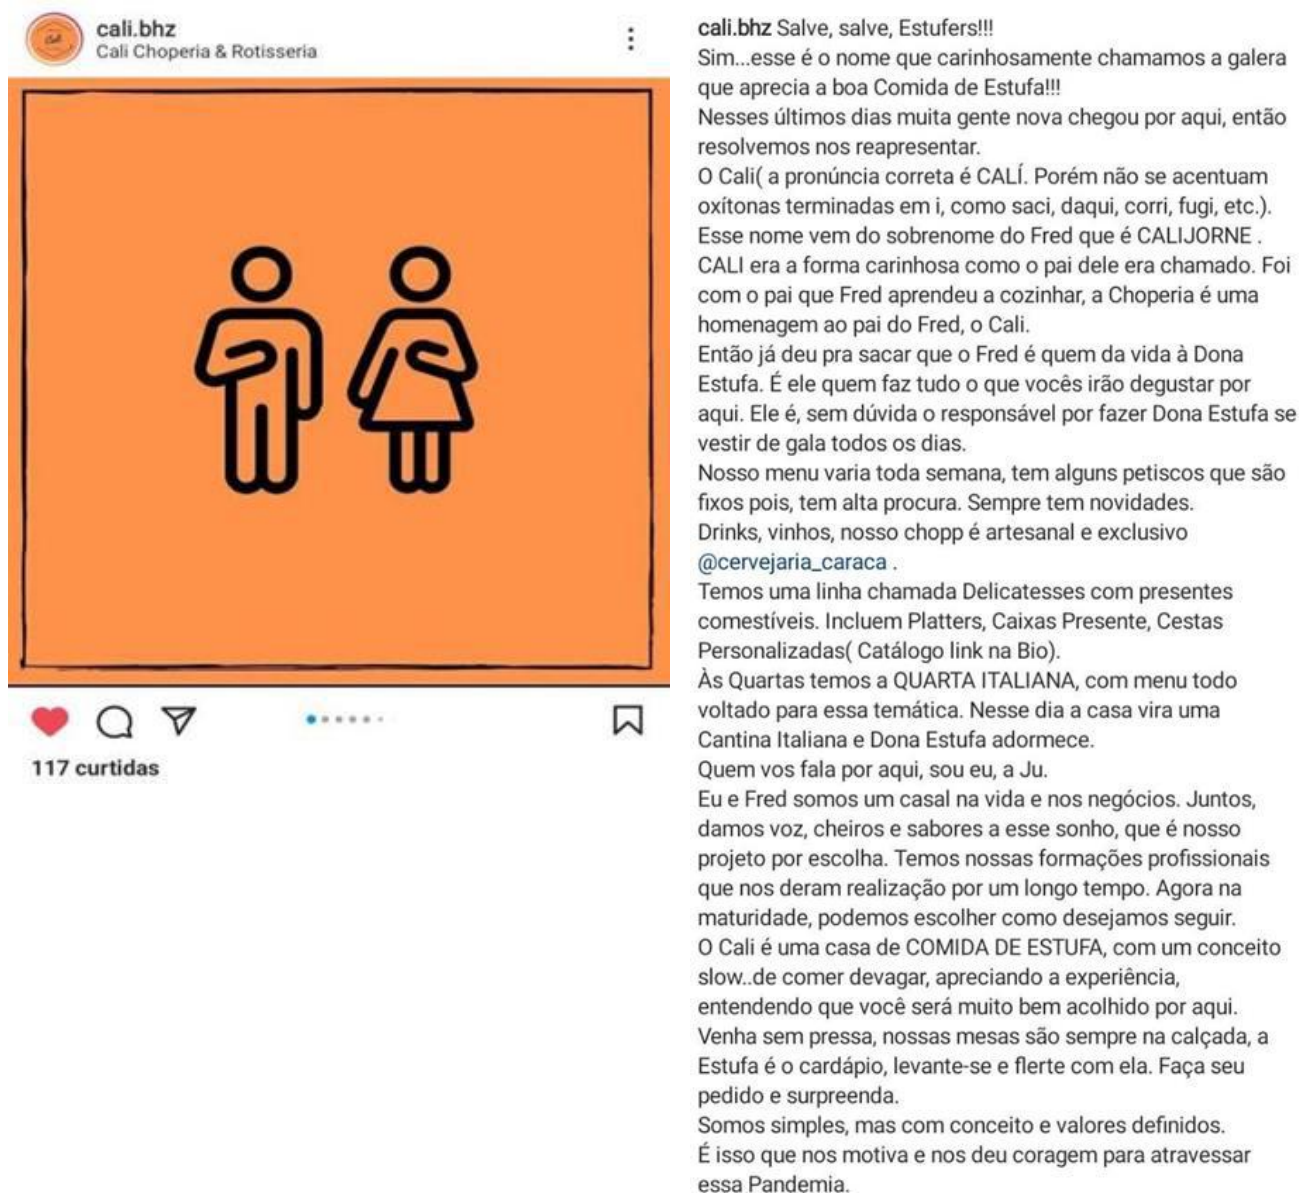 cali.bhz
Cali Choperia & Rotisseria
117 curtidas
cali.bhz Salve, salve, Estufers!!!
Sim...esse é o nome que carinhosamente chamamos a galera
que aprecia a boa Comida de Estufa!!!
Nesses últimos dias muita gente nova chegou por aqui, então
resolvemos nos reapresentar.
O Cali( a pronúncia correta é CALÍ. Porém não se acentuam
oxítonas terminadas em i, como saci, daqui, corri, fugi, etc.).
Esse nome vem do sobrenome do Fred que é CALIJORNE .
CALI era a forma carinhosa como o pai dele era chamado. Foi
com o pai que Fred aprendeu a cozinhar, a Choperia é uma
homenagem ao pai do Fred, o Cali.
Então já deu pra sacar que o Fred é quem da vida à Dona
Estufa. É ele quem faz tudo o que vocês irão degustar por
aqui. Ele é, sem dúvida o responsável por fazer Dona Estufa se
vestir de gala todos os dias.
Nosso menu varia toda semana, tem alguns petiscos que são
fixos pois, tem alta procura. Sempre tem novidades.
Drinks, vinhos, nosso chopp é artesanal e exclusivo
@cervejaria_caraca .
Temos uma linha chamada Delicatesses com presentes
comestíveis. Incluem Platters, Caixas Presente, Cestas
Personalizadas( Catálogo link na Bio).
Às Quartas temos a QUARTA ITALIANA, com menu todo
voltado para essa temática. Nesse dia a casa vira uma
Cantina Italiana e Dona Estufa adormece.
Quem vos fala por aqui, sou eu, a Ju.
Eu e Fred somos um casal na vida e nos negócios. Juntos,
damos voz, cheiros e sabores a esse sonho, que é nosso
projeto por escolha. Temos nossas formações profissionais
que nos deram realização por um longo tempo. Agora na
maturidade, podemos escolher como desejamos seguir.
O Cali é uma casa de COMIDA DE ESTUFA, com um conceito
slow..de comer devagar, apreciando a experiência,
entendendo que você será muito bem acolhido por aqui.
Venha sem pressa, nossas mesas são sempre na calçada, a
Estufa é o cardápio, levante-se e flerte com ela. Faça seu
pedido e surpreenda.
Somos simples, mas com conceito e valores definidos.
É isso que nos motiva e nos deu coragem para atravessar
essa Pandemia.